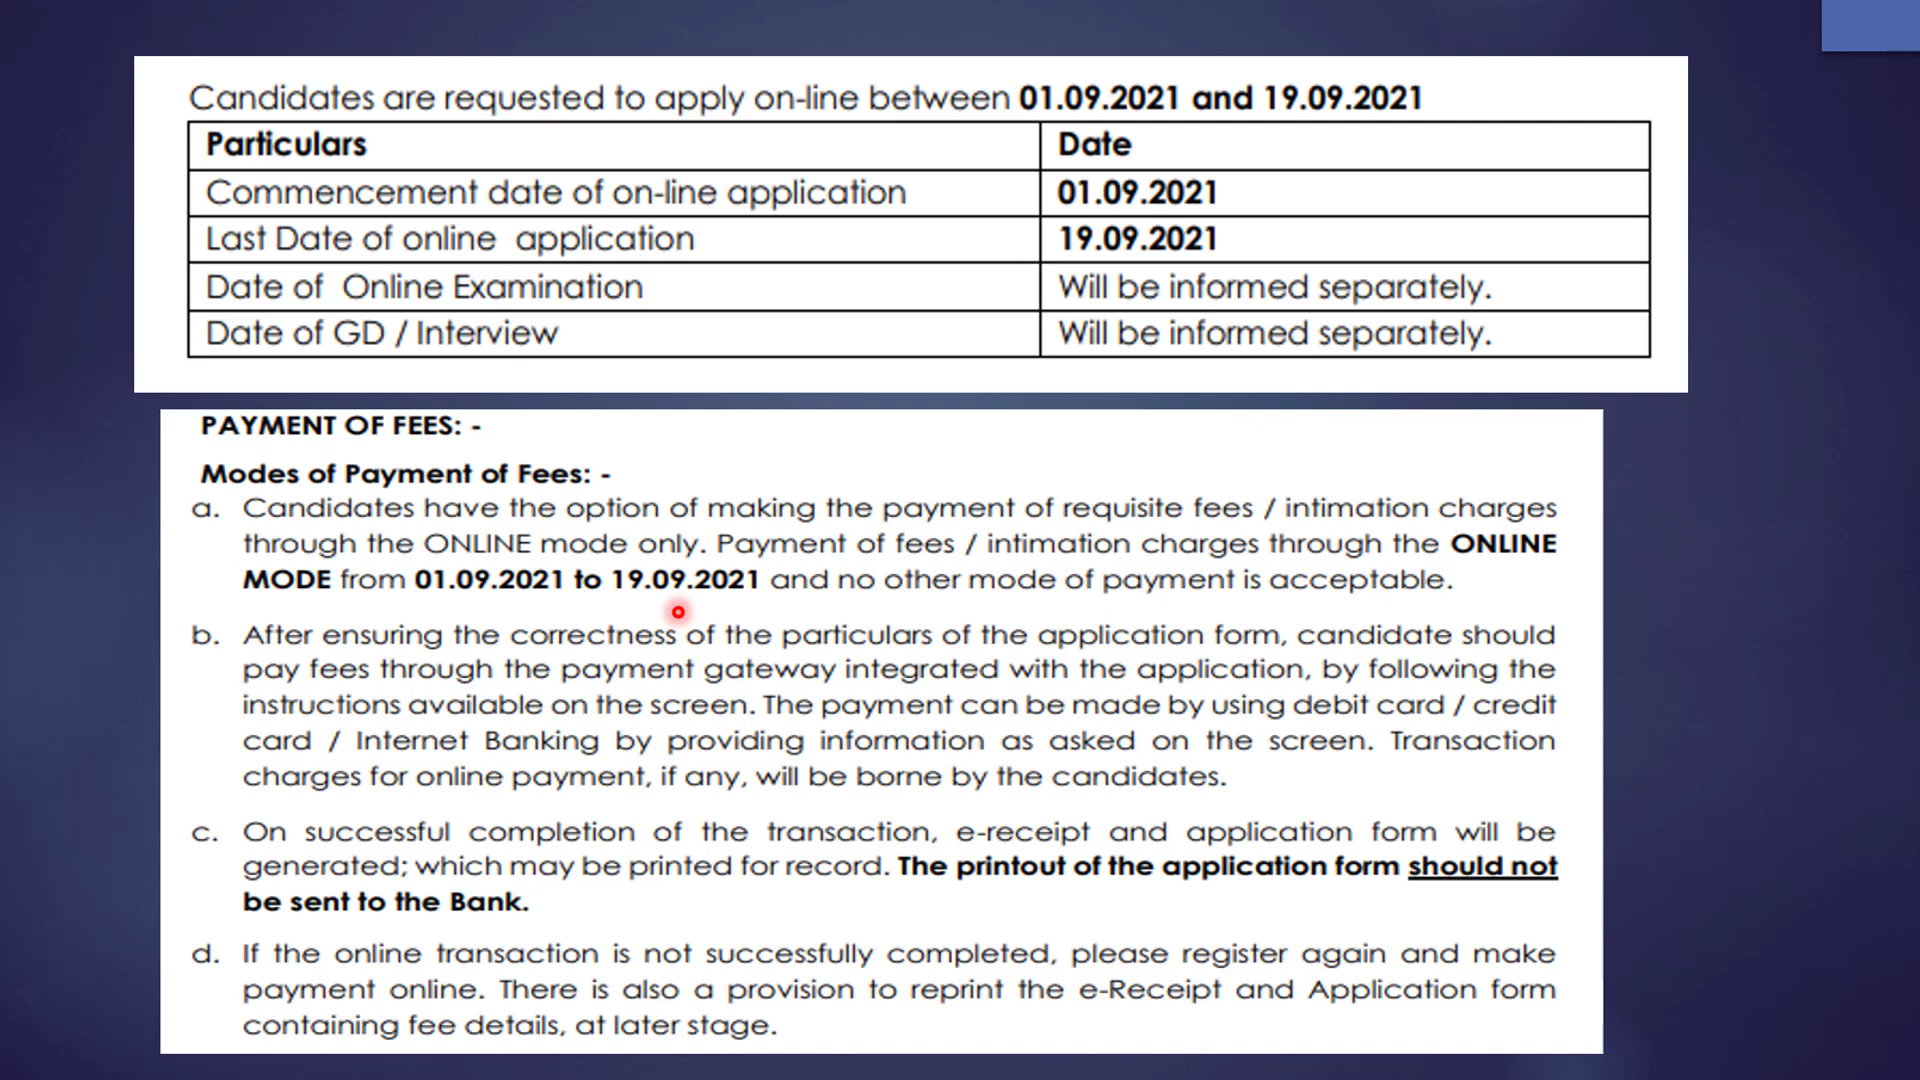 Candidates are requested to apply on-line between 01.09.2021 and 19.09.2021
Particulars Date
Commencement date of on-line application 01.09.2021
Last Date of online application 19.09.2021
Date of Online Examination Will be informed separately.
Date of GD / Interview Will be informed separately.
PAYMENT OF FEES: -
Modes of Payment of Fees: -
a. Candidates have the option of making the payment of requisite fees / intimation charges
through the ONLINE mode only. Payment of fees / intimation charges through the ONLINE
MODE from 01.09.2021 to 19.09.2021 and no other mode of payment is acceptable.
b. After ensuring the correctness of the particulars of the application form, candidate should
pay fees through the payment gateway integrated with the application, by following the
instructions available on the screen. The payment can be made by using debit card / credit
card / Internet Banking by providing information as asked on the screen. Transaction
charges for online payment, if any, will be borne by the candidates.
c. On successful completion of the transaction, e-receipt and application form will be
generated; which may be printed for record. The printout of the application form should not
be sent to the Bank.
d. If the online transaction is not successfully completed, please register again and make
payment online. There is also a provision to reprint the e-Receipt and Application form
containing fee details, at later stage.